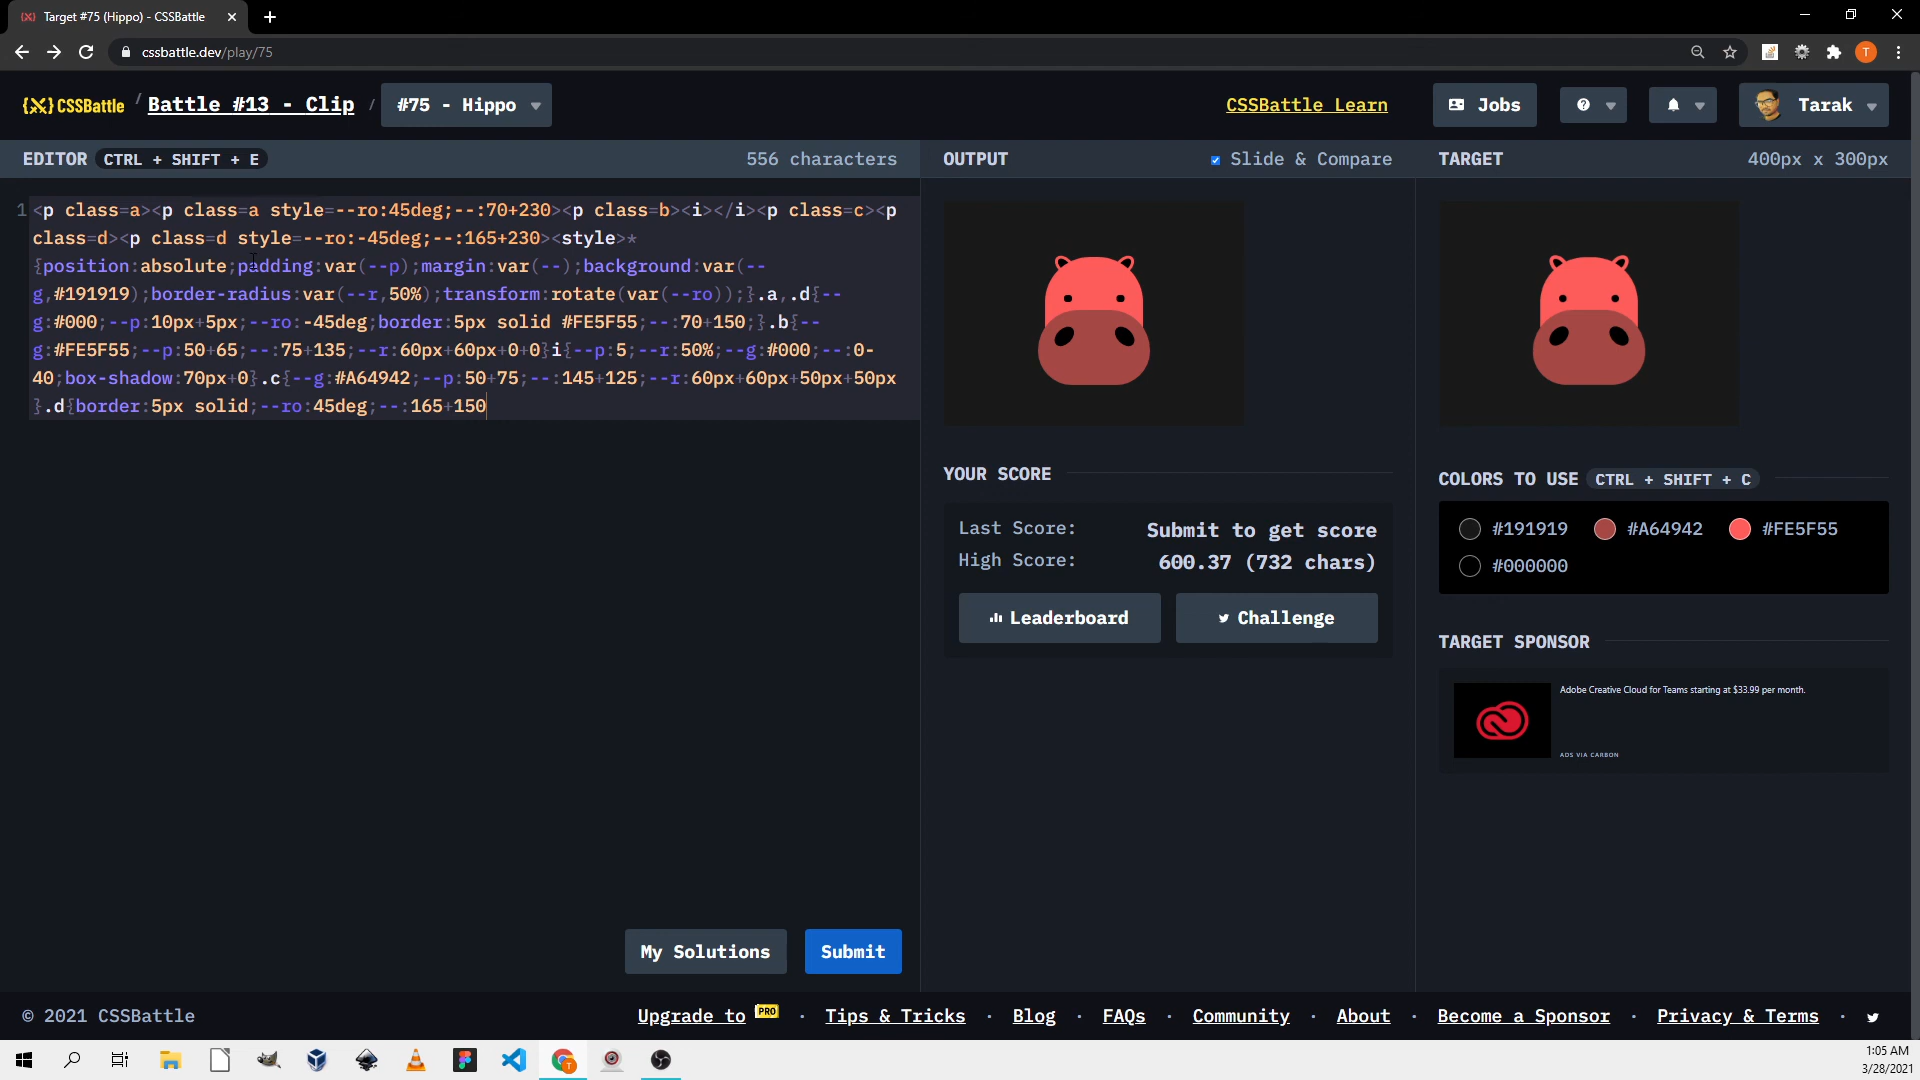 Target #75 (Hippo) - CSSBattle
cssbattle.dev/play/75
T
CSSBattle / Battle #13 - Clip / #75 - Hippo
CSSBattle Learn
Jobs
Tarak
EDITOR CTRL + SHIFT + E
556 characters
OUTPUT
Slide & Compare
TARGET
400px x 300px
1
<p class=a><p class=a style=--ro:45deg;--:70+230><p class=b><i></i><p class=c><p
class=d><p class=d style=--ro:-45deg;--:165+230><style>*
{position:absolute;padding:var(--p);margin:var(--);background:var(--
g,#191919);border-radius:var(--r,50%);transform:rotate(var(--ro));}.a,.d{--
g:#000;--p:10px+5px;--ro:-45deg;border:5px solid #FE5F55;--:70+150;}.b{--
g:#FE5F55;--p:50+65;--:75+135;--r:60px+60px+0+0}i{--p:5;--r:50%;--g:#000;--:0-
40;box-shadow:70px+0}.c{--g:#A64942;--p:50+75;--:145+125;--r:60px+60px+50px+50px
}.d{border:5px solid;--ro:45deg;--:165+150
YOUR SCORE
Last Score:
Submit to get score
High Score:
600.37 (732 chars)
Leaderboard
Challenge
COLORS TO USE CTRL + SHIFT + C
#191919
#A64942
#FE5F55
#000000
TARGET SPONSOR
Adobe Creative Cloud for Teams starting at $33.99 per month.
ADS VIA CARBON
My Solutions
Submit
© 2021 CSSBattle
Upgrade to PRO · Tips & Tricks · Blog · FAQs · Community · About · Become a Sponsor · Privacy & Terms ·
1:05 AM
3/28/2021